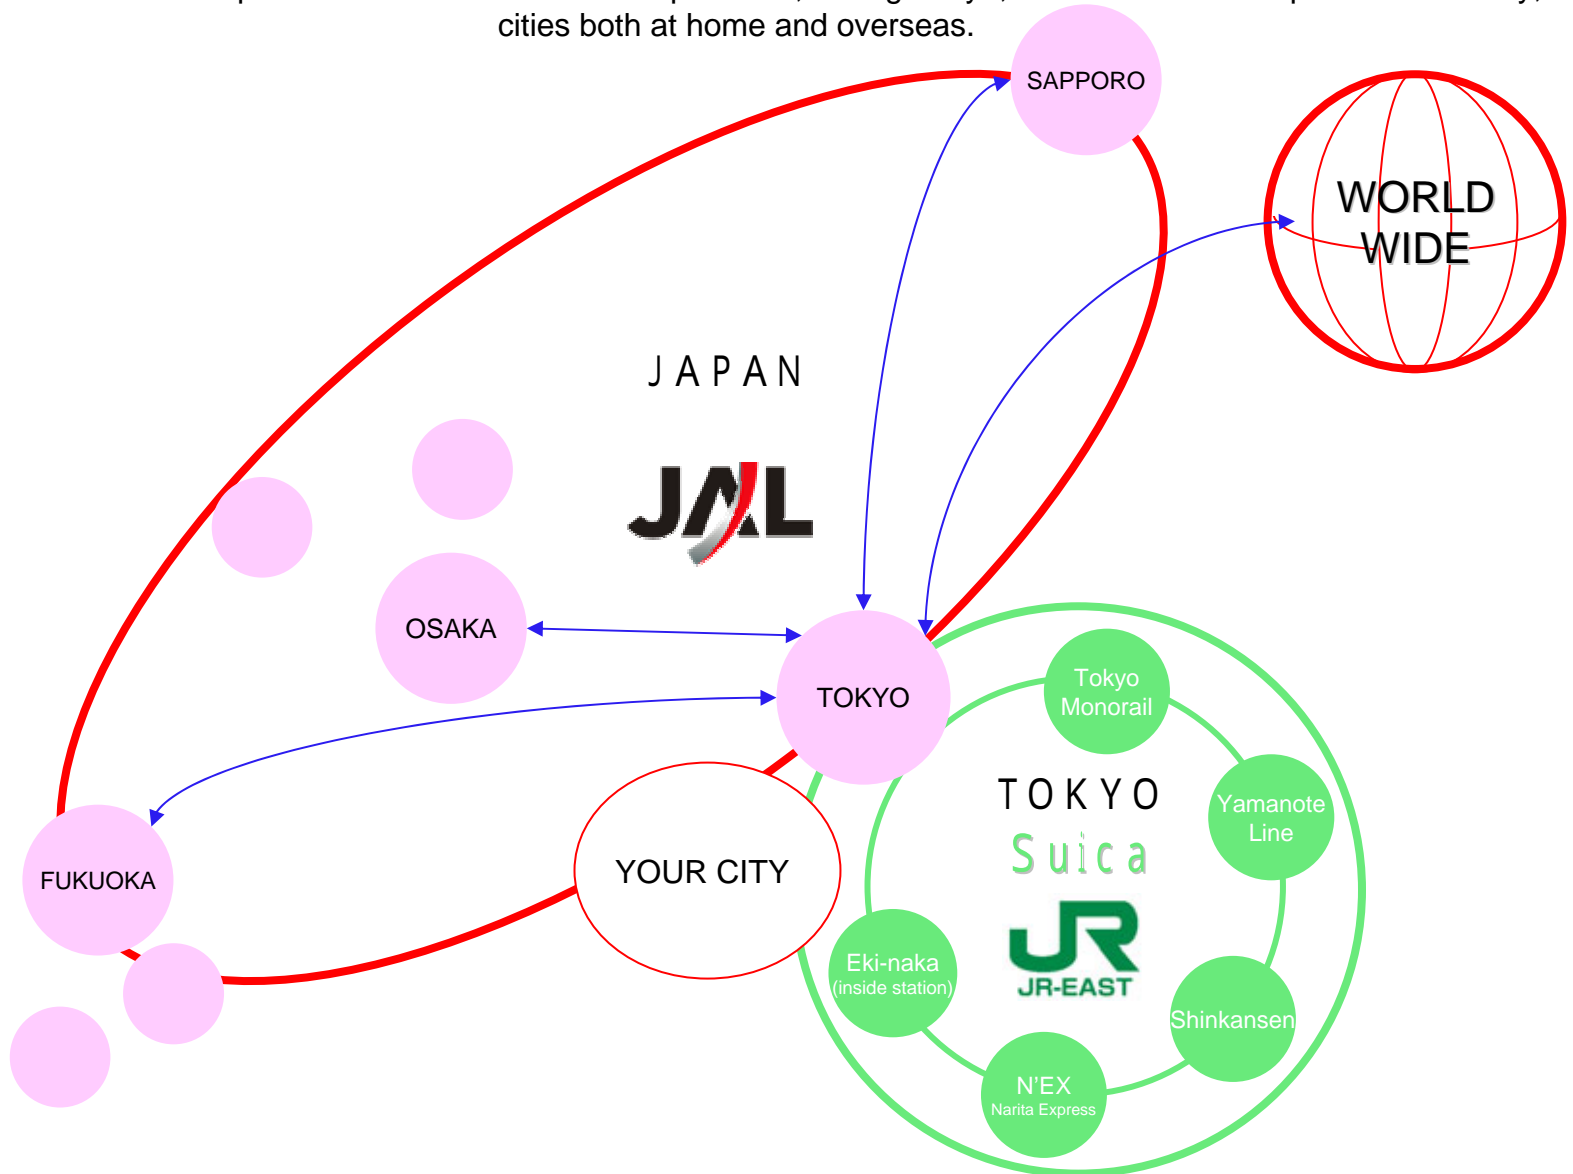 cities both at home and overseas.
SAPPORO
WORLD
WIDE
JAPAN
JAL
OSAKA
TOKYO
Tokyo
Monorail
TOKYO
Suica
Yamanote
Line
YOUR CITY
FUKUOKA
JR
JR-EAST
Eki-naka
(inside station)
Shinkansen
N'EX
Narita Express